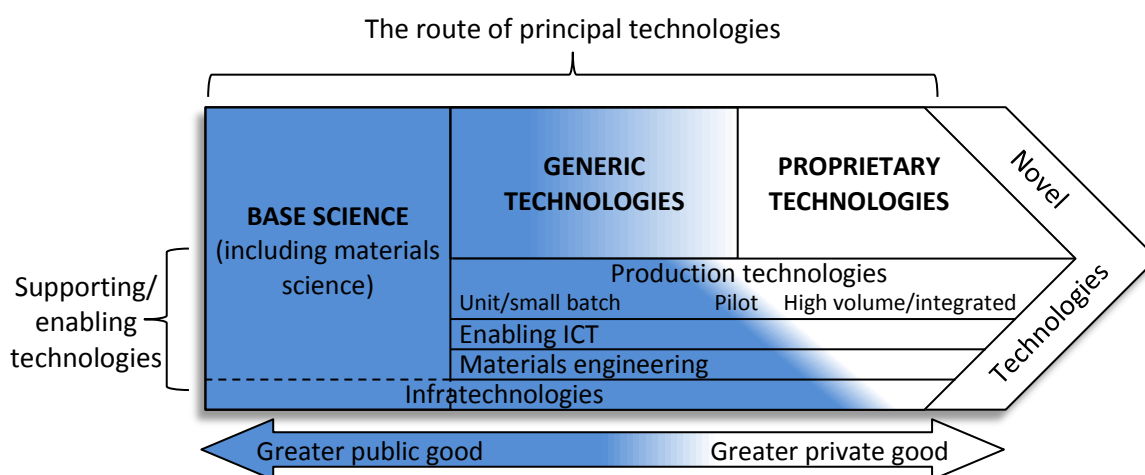 The route of principal technologies
BASE SCIENCE
(including materials
science)
GENERIC
TECHNOLOGIES
PROPRIETARY
TECHNOLOGIES
Novel
Technologies
Supporting/
enabling
technologies
Production technologies
Unit/small batch Pilot High volume/integrated
Enabling ICT
Materials engineering
Infratechnologies
Greater public good Greater private good